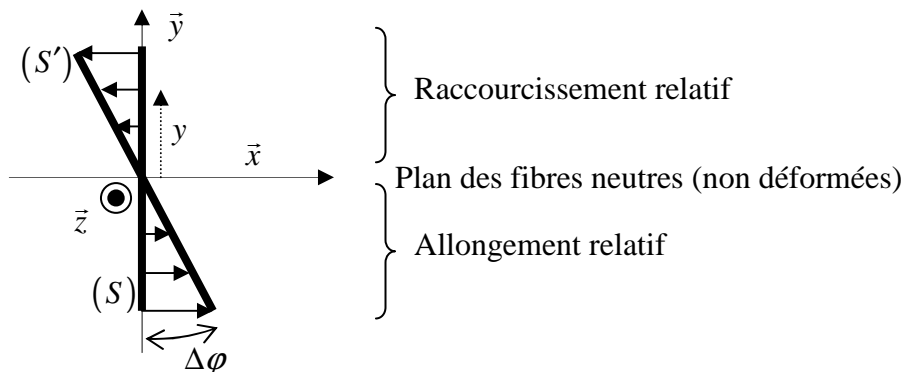 y⃗
(S′)
Raccourcissement relatif
y
x⃗
Plan des fibres neutres (non déformées)
z⃗
Allongement relatif
(S)
Δφ